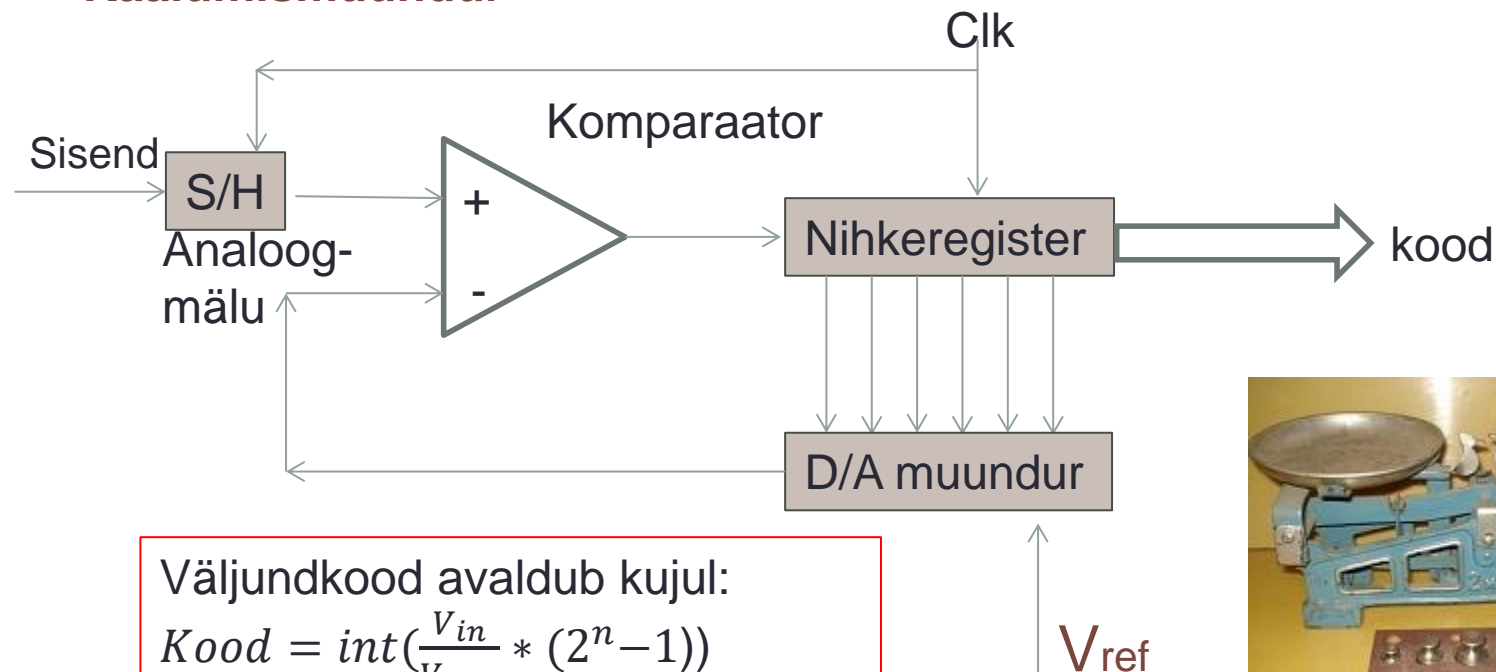 Clk
Komparaator
Sisend
S/H
+
Nihkeregister
kood
Analoog-
mälu
-
D/A muundur
Väljundkood avaldub kujul:
Kood = int(V_in * (2^n−1))
Vref